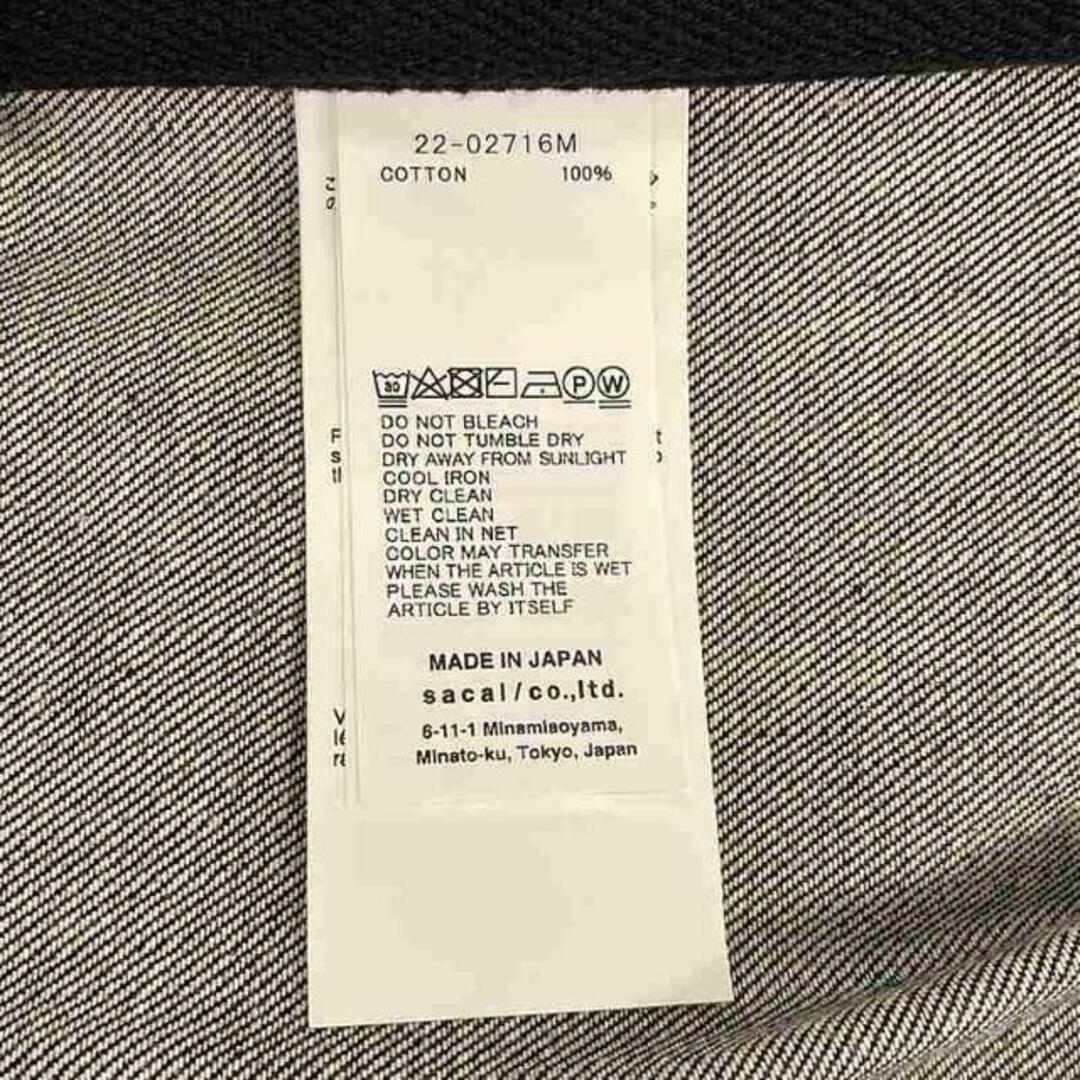 22-02716M
COTTON 100%
30
P W
DO NOT BLEACH
DO NOT TUMBLE DRY
DRY AWAY FROM SUNLIGHT
COOL IRON
DRY CLEAN
WET CLEAN
CLEAN IN NET
COLOR MAY TRANSFER
WHEN THE ARTICLE IS WET
PLEASE WASH THE
ARTICLE BY ITSELF
MADE IN JAPAN
sacai/co.,ltd.
6-11-1 Minamiaoyama,
Minato-ku, Tokyo, Japan